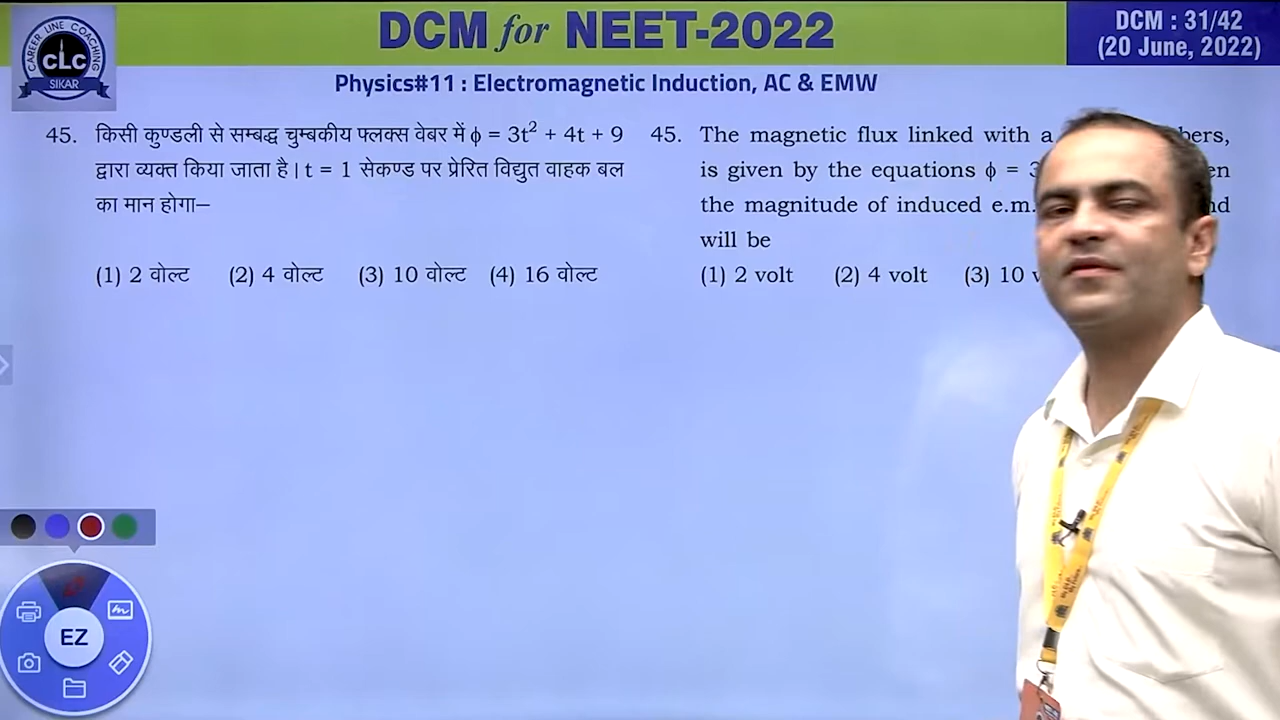 CAREER LINE COACHING
CLC
SIKAR
DCM for NEET-2022
DCM : 31/42
(20 June, 2022)
Physics#11 : Electromagnetic Induction, AC & EMW
45. किसी कुण्डली से सम्बद्ध चुम्बकीय फ्लक्स वेबर में ϕ = 3t² + 4t + 9
द्वारा व्यक्त किया जाता है। t = 1 सेकण्ड पर प्रेरित विद्युत वाहक बल
का मान होगा–
(1) 2 वोल्ट (2) 4 वोल्ट (3) 10 वोल्ट (4) 16 वोल्ट
45. The magnetic flux linked with a
is given by the equations ϕ = 3
the magnitude of induced e.m.
will be
(1) 2 volt (2) 4 volt (3) 10
EZ